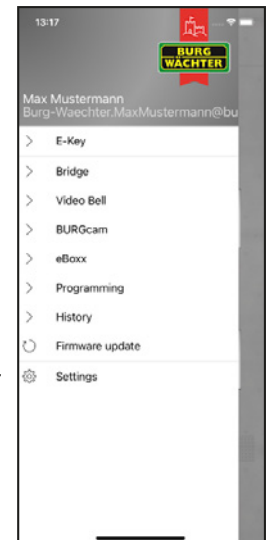 13:17
BURG
WÄCHTER
Max Mustermann
Burg-Waechter.MaxMustermann@bu
E-Key
Bridge
Video Bell
BURGcam
eBoxx
Programming
History
Firmware update
Settings